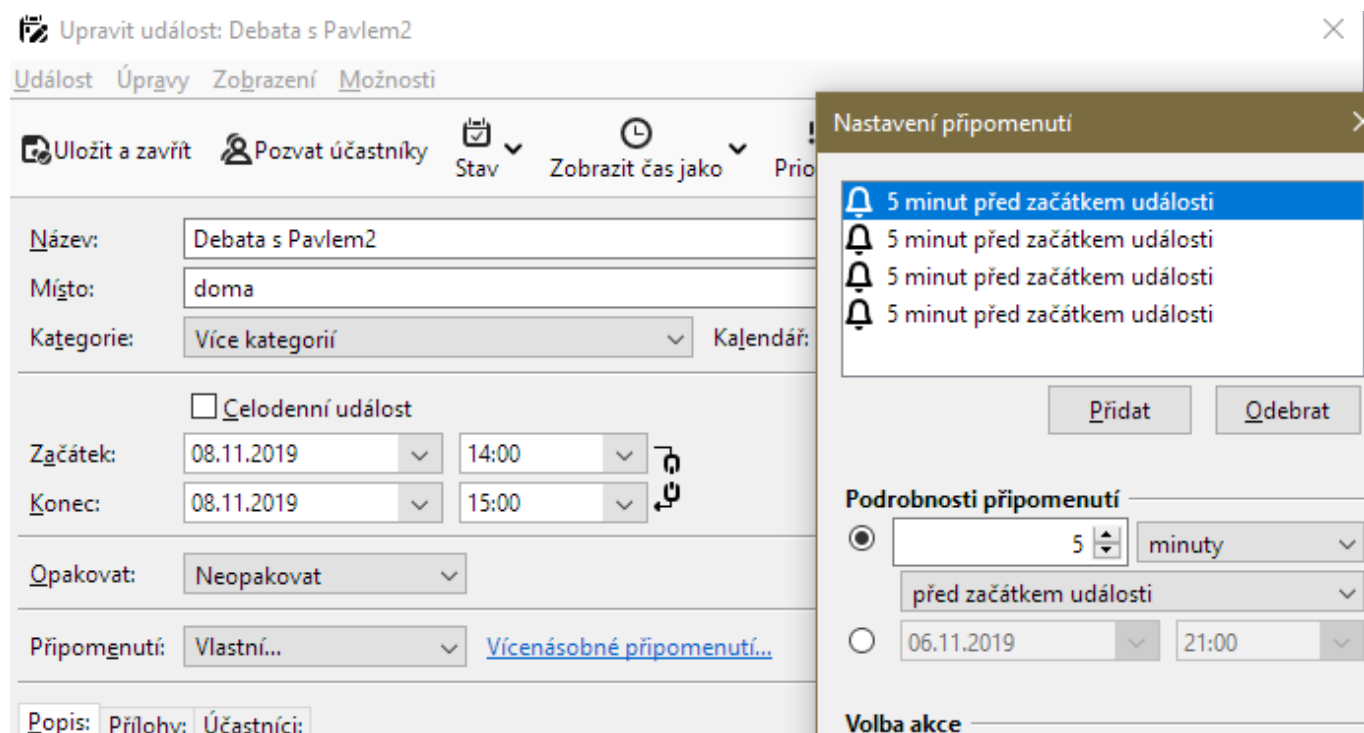 Upravit událost: Debata s Pavlem2
Událost Úpravy Zobrazení Možnosti
Uložit a zavřít Pozvat účastníky Stav Zobrazit čas jako Prio
Název: Debata s Pavlem2
Místo: doma
Kategorie: Více kategorií Kalendář:
Celodenní událost
Začátek: 08.11.2019 14:00
Konec: 08.11.2019 15:00
Opakovat: Neopakovat
Připomenutí: Vlastní... Vícenásobné připomenutí...
Popis: Přílohy: Účastníci:
Nastavení připomenutí
5 minut před začátkem události
5 minut před začátkem události
5 minut před začátkem události
5 minut před začátkem události
Přidat Odebrat
Podrobnosti připomenutí
5 minuty
před začátkem události
06.11.2019 21:00
Volba akce